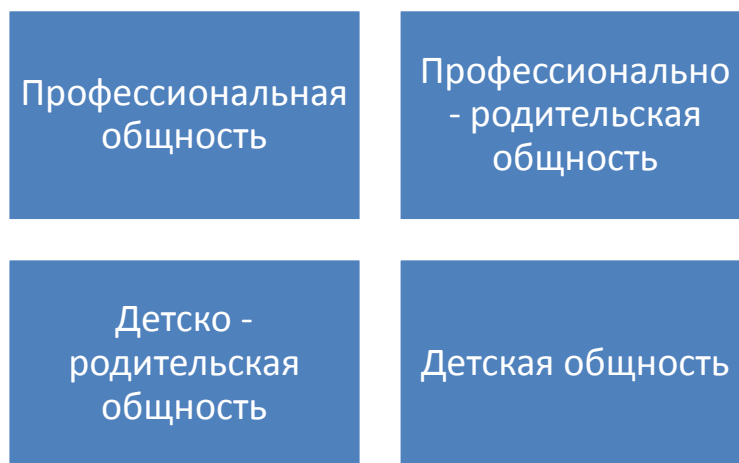 Профессиональная
общность
Профессионально
- родительская
общность
Детско -
родительская
общность
Детская общность